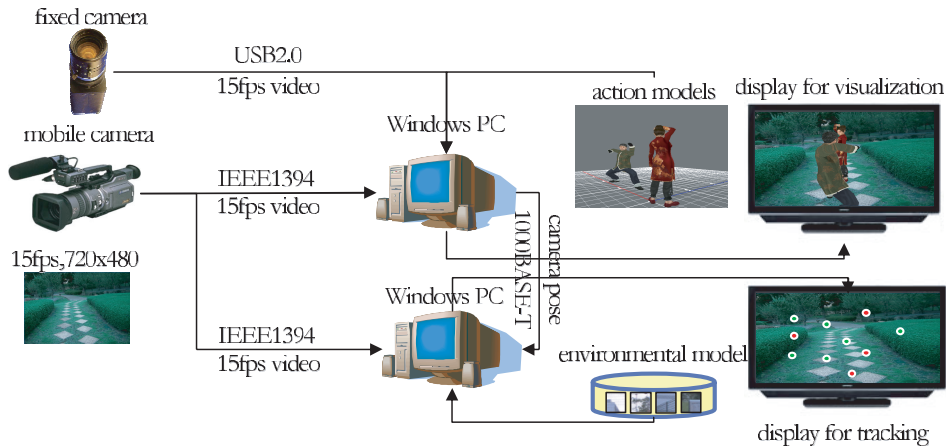 fixed camera
USB2.0
15fps video
action models
display for visualization
Windows PC
mobile camera
IEEE1394
15fps video
camera pose
1000BASE-T
15fps,720x480
Windows PC
IEEE1394
15fps video
environmental model
display for tracking